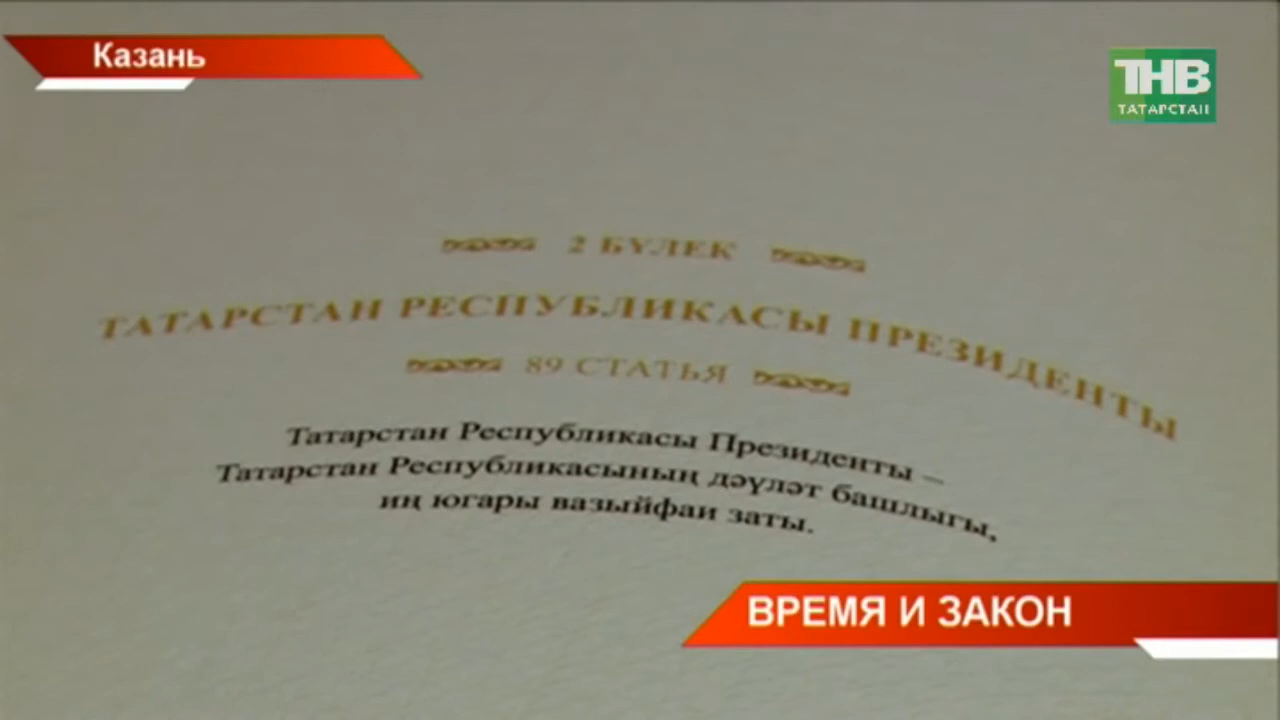 Казань
ТНВ
ТАТАРСТАН
2 БҮЛЕК
ТАТАРСТАН РЕСПУБЛИКАСЫ ПРЕЗИДЕНТЫ
89 СТАТЬЯ
Татарстан Республикасы Президенты –
Татарстан Республикасының дәүләт башлыгы,
иң югары вазыйфаи заты.
ВРЕМЯ И ЗАКОН